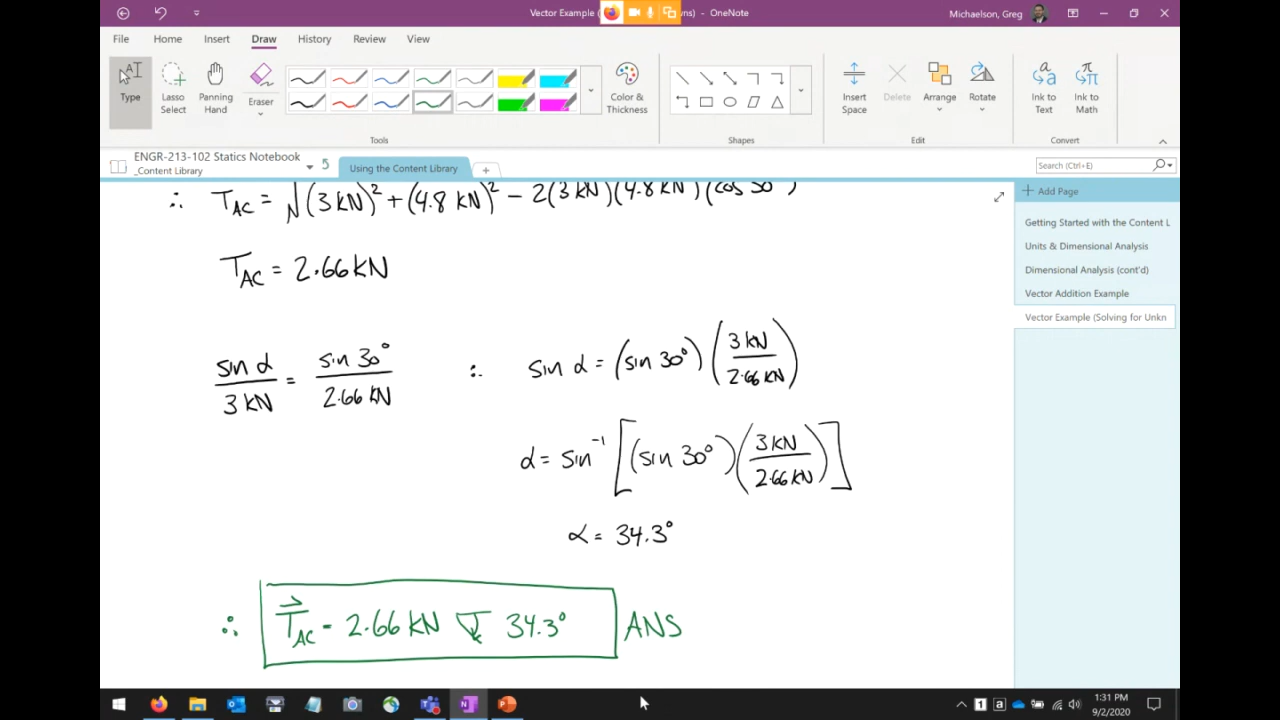 Vector Example ( wns) - OneNote
Michaelson, Greg
File Home Insert Draw History Review View
Type
Lasso Select
Panning Hand
Eraser
Color & Thickness
Insert Space
Delete
Arrange
Rotate
Ink to Text
Ink to Math
Tools
Shapes
Edit
Convert
ENGR-213-102 Statics Notebook
_Content Library
Using the Content Library
Search (Ctrl+E)
Add Page
Getting Started with the Content L
Units & Dimensional Analysis
Dimensional Analysis (cont'd)
Vector Addition Example
Vector Example (Solving for Unkn
∴ T_AC = √(3 kN)² + (4.8 kN)² − 2(3 kN)(4.8 kN)(cos 30°)
T_AC = 2.66 kN
sin α / 3 kN = sin 30° / 2.66 kN ∴ sin α = (sin 30°)(3 kN / 2.66 kN)
α = sin⁻¹ [(sin 30°)(3 kN / 2.66 kN)]
α = 34.3°
∴ T_AC = 2.66 kN 34.3° ANS
1:31 PM
9/2/2020